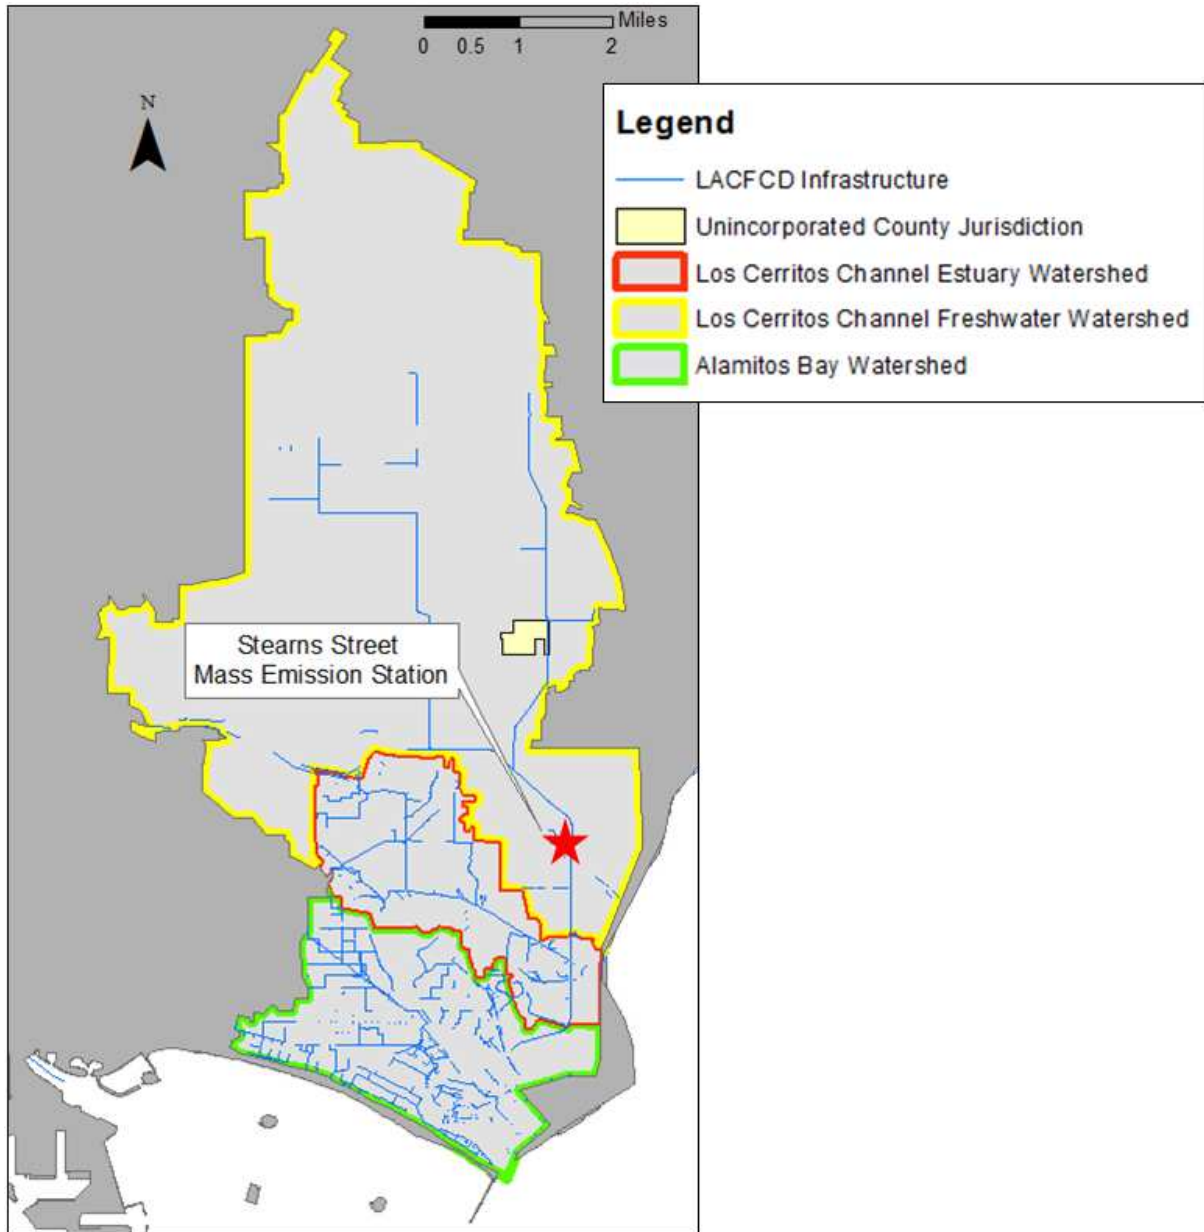 Miles
0 0.5 1 2
N
Legend
LACFCD Infrastructure
Unincorporated County Jurisdiction
Los Cerritos Channel Estuary Watershed
Los Cerritos Channel Freshwater Watershed
Alamitos Bay Watershed
Stearns Street
Mass Emission Station